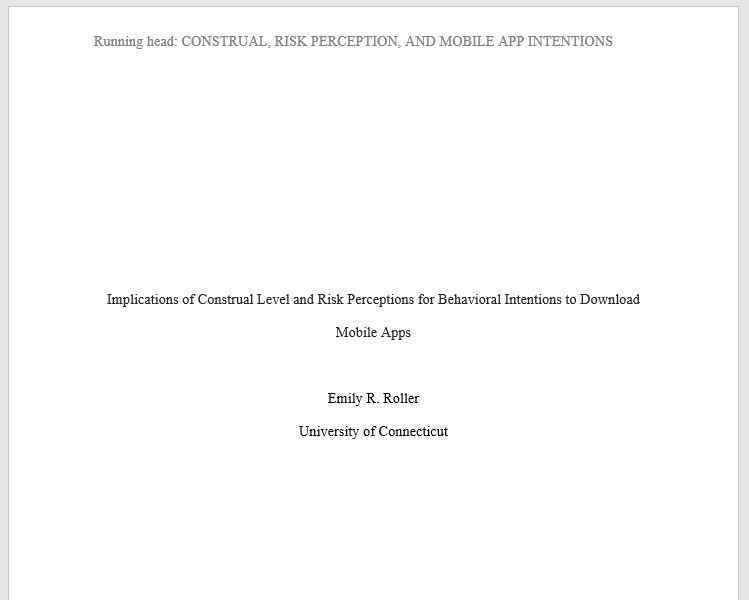 Running head: CONSTRUAL, RISK PERCEPTION, AND MOBILE APP INTENTIONS
Implications of Construal Level and Risk Perceptions for Behavioral Intentions to Download
Mobile Apps
Emily R. Roller
University of Connecticut